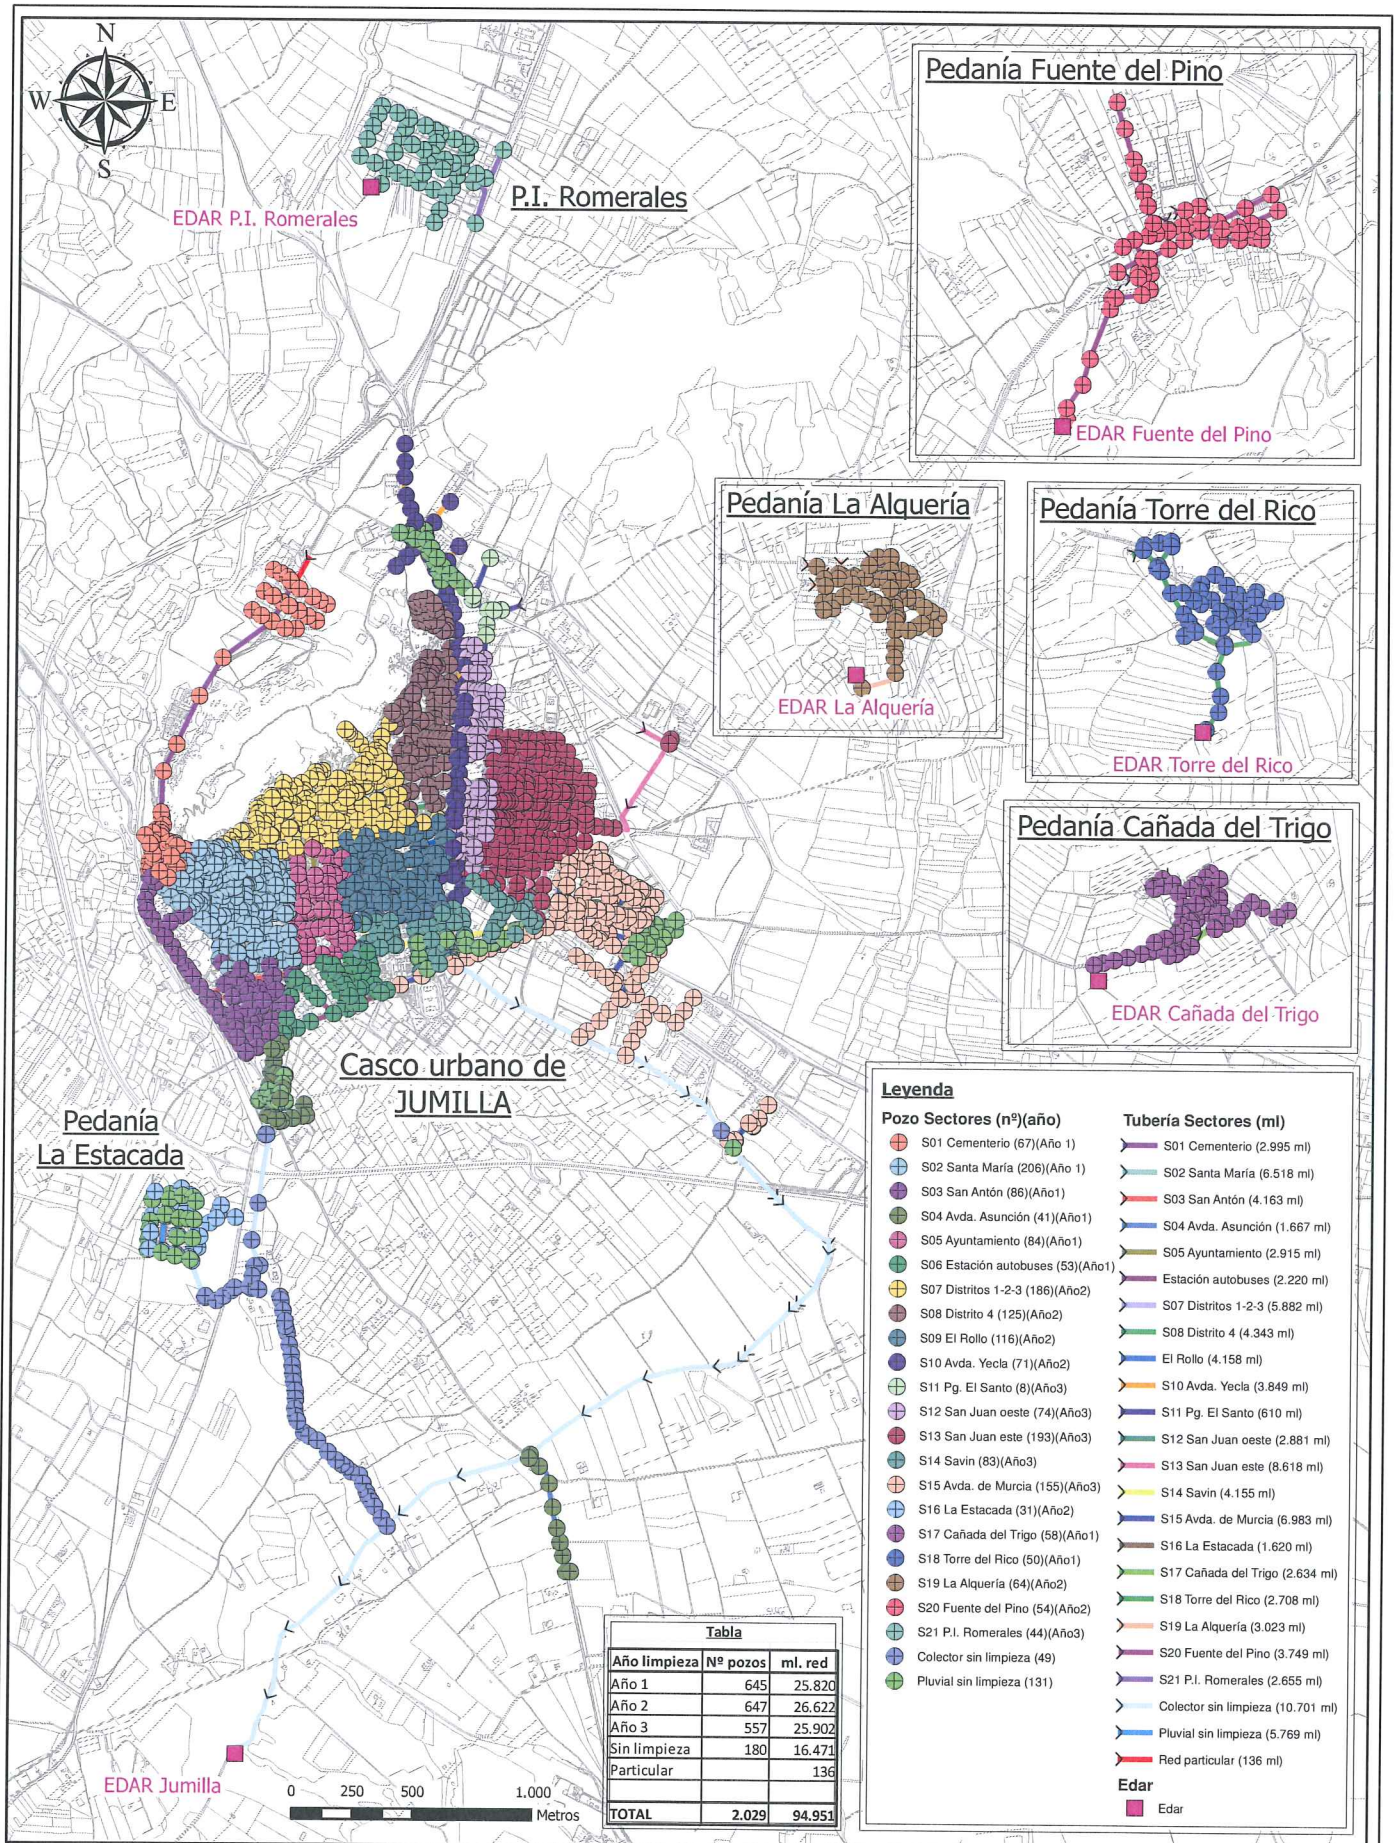 N
W
E
S
Pedanía Fuente del Pino
EDAR Fuente del Pino
P.I. Romerales
EDAR P.I. Romerales
Pedanía La Alquería
EDAR La Alquería
Pedanía Torre del Rico
EDAR Torre del Rico
Pedanía Cañada del Trigo
EDAR Cañada del Trigo
Casco urbano de
JUMILLA
Pedanía
La Estacada
EDAR Jumilla
0 250 500 1.000
Metros
Tabla
Año limpieza Nº pozos ml. red
Año 1 645 25.820
Año 2 647 26.622
Año 3 557 25.902
Sin limpieza 180 16.471
Particular 136
TOTAL 2.029 94.951
Leyenda
Pozo Sectores (nº)(año)
S01 Cementerio (67)(Año 1)
S02 Santa María (206)(Año 1)
S03 San Antón (86)(Año1)
S04 Avda. Asunción (41)(Año1)
S05 Ayuntamiento (84)(Año1)
S06 Estación autobuses (53)(Año1)
S07 Distritos 1-2-3 (186)(Año2)
S08 Distrito 4 (125)(Año2)
S09 El Rollo (116)(Año2)
S10 Avda. Yecla (71)(Año2)
S11 Pg. El Santo (8)(Año3)
S12 San Juan oeste (74)(Año3)
S13 San Juan este (193)(Año3)
S14 Savin (83)(Año3)
S15 Avda. de Murcia (155)(Año3)
S16 La Estacada (31)(Año2)
S17 Cañada del Trigo (58)(Año1)
S18 Torre del Rico (50)(Año1)
S19 La Alquería (64)(Año2)
S20 Fuente del Pino (54)(Año2)
S21 P.I. Romerales (44)(Año3)
Colector sin limpieza (49)
Pluvial sin limpieza (131)
Tubería Sectores (ml)
S01 Cementerio (2.995 ml)
S02 Santa María (6.518 ml)
S03 San Antón (4.163 ml)
S04 Avda. Asunción (1.667 ml)
S05 Ayuntamiento (2.915 ml)
Estación autobuses (2.220 ml)
S07 Distritos 1-2-3 (5.882 ml)
S08 Distrito 4 (4.343 ml)
El Rollo (4.158 ml)
S10 Avda. Yecla (3.849 ml)
S11 Pg. El Santo (610 ml)
S12 San Juan oeste (2.881 ml)
S13 San Juan este (8.618 ml)
S14 Savin (4.155 ml)
S15 Avda. de Murcia (6.983 ml)
S16 La Estacada (1.620 ml)
S17 Cañada del Trigo (2.634 ml)
S18 Torre del Rico (2.708 ml)
S19 La Alquería (3.023 ml)
S20 Fuente del Pino (3.749 ml)
S21 P.I. Romerales (2.655 ml)
Colector sin limpieza (10.701 ml)
Pluvial sin limpieza (5.769 ml)
Red particular (136 ml)
Edar
Edar